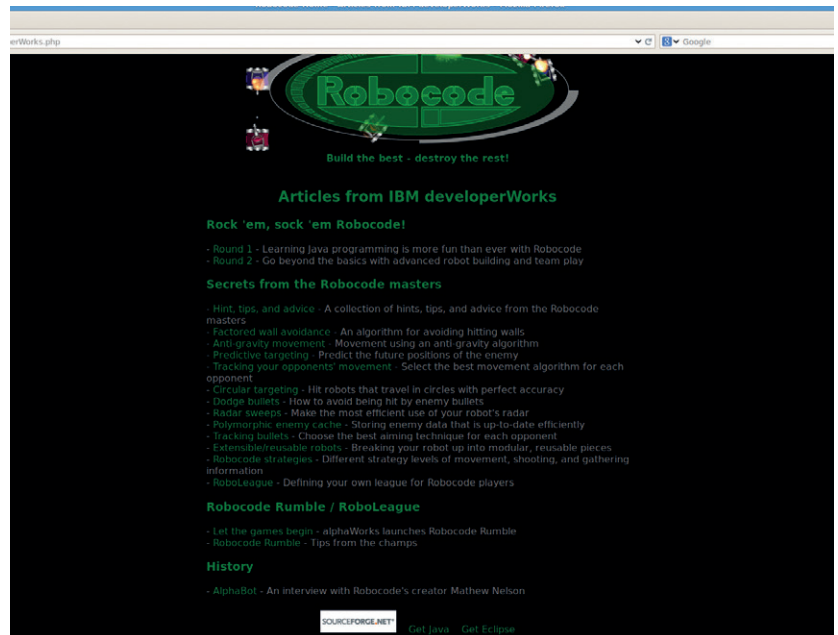 erWorks.php
Google
Robocode
Build the best - destroy the rest!
Articles from IBM developerWorks
Rock 'em, sock 'em Robocode!
- Round 1 - Learning Java programming is more fun than ever with Robocode
- Round 2 - Go beyond the basics with advanced robot building and team play
Secrets from the Robocode masters
- Hint, tips, and advice - A collection of hints, tips, and advice from the Robocode
masters
- Factored wall avoidance - An algorithm for avoiding hitting walls
- Anti-gravity movement - Movement using an anti-gravity algorithm
- Predictive targeting - Predict the future positions of the enemy
- Tracking your opponents' movement - Select the best movement algorithm for each
opponent
- Circular targeting - Hit robots that travel in circles with perfect accuracy
- Dodge bullets - How to avoid being hit by enemy bullets
- Radar sweeps - Make the most efficient use of your robot's radar
- Polymorphic enemy cache - Storing enemy data that is up-to-date efficiently
- Tracking bullets - Choose the best aiming technique for each opponent
- Extensible/reusable robots - Breaking your robot up into modular, reusable pieces
- Robocode strategies - Different strategy levels of movement, shooting, and gathering
information
- RoboLeague - Defining your own league for Robocode players
Robocode Rumble / RoboLeague
- Let the games begin - alphaWorks launches Robocode Rumble
- Robocode Rumble - Tips from the champs
History
- AlphaBot - An interview with Robocode's creator Mathew Nelson
SOURCEFORGE.NET® Get Java Get Eclipse